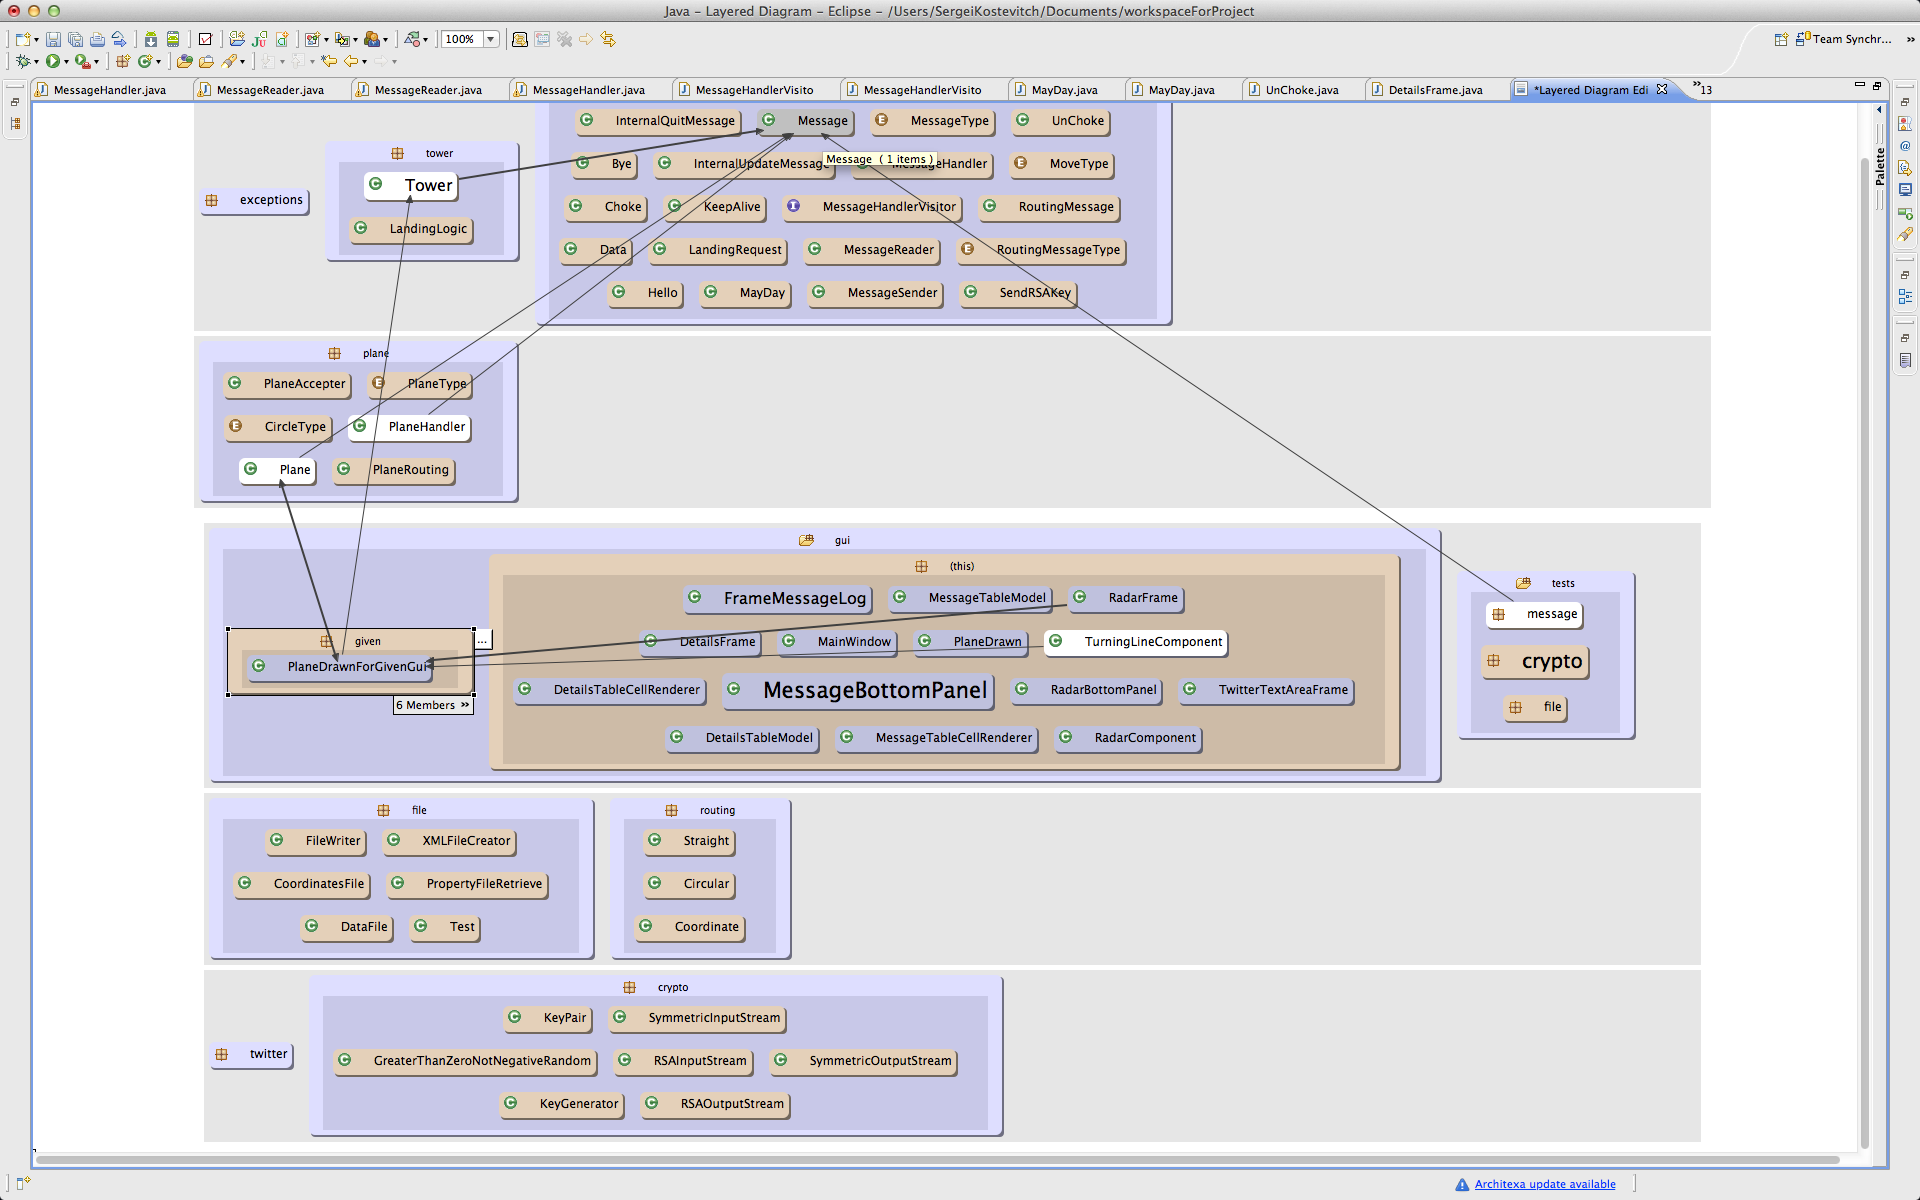 Java – Layered Diagram – Eclipse – /Users/SergeiKostevitch/Documents/workspaceForProject
100%
Team Synchr...
»
MessageHandler.java
MessageReader.java
MessageReader.java
MessageHandler.java
MessageHandlerVisito
MessageHandlerVisito
MayDay.java
MayDay.java
UnChoke.java
DetailsFrame.java
*Layered Diagram Edi
»13
Palette
exceptions
tower
Tower
LandingLogic
InternalQuitMessage
Message
MessageType
UnChoke
Message ( 1 items )
Bye
InternalUpdateMessage
MessageHandler
MoveType
Choke
KeepAlive
MessageHandlerVisitor
RoutingMessage
Data
LandingRequest
MessageReader
RoutingMessageType
Hello
MayDay
MessageSender
SendRSAKey
plane
PlaneAccepter
PlaneType
CircleType
PlaneHandler
Plane
PlaneRouting
gui
given
...
PlaneDrawnForGivenGui
6 Members »
(this)
FrameMessageLog
MessageTableModel
RadarFrame
DetailsFrame
MainWindow
PlaneDrawn
TurningLineComponent
DetailsTableCellRenderer
MessageBottomPanel
RadarBottomPanel
TwitterTextAreaFrame
DetailsTableModel
MessageTableCellRenderer
RadarComponent
tests
message
crypto
file
file
FileWriter
XMLFileCreator
CoordinatesFile
PropertyFileRetrieve
DataFile
Test
routing
Straight
Circular
Coordinate
twitter
crypto
KeyPair
SymmetricInputStream
GreaterThanZeroNotNegativeRandom
RSAInputStream
SymmetricOutputStream
KeyGenerator
RSAOutputStream
Architexa update available